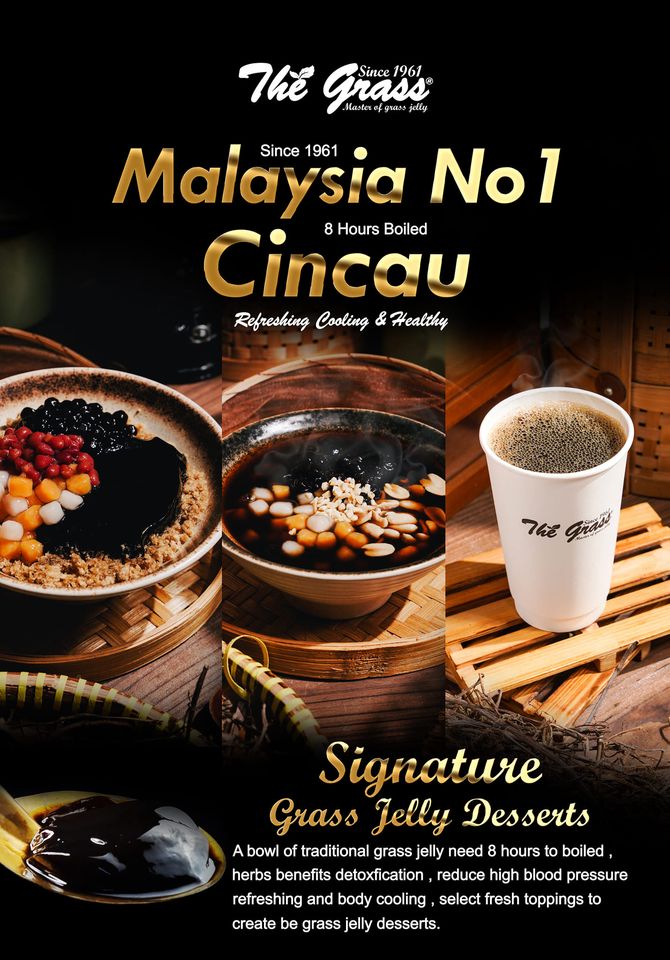 Since 1961
The Grass®
Master of grass jelly
Since 1961
Malaysia No1
8 Hours Boiled
Cincau
Refreshing Cooling & Healthy
Since 1961
The Grass
Signature
Grass Jelly Desserts
A bowl of traditional grass jelly need 8 hours to boiled ,
herbs benefits detoxfication , reduce high blood pressure
refreshing and body cooling , select fresh toppings to
create be grass jelly desserts.